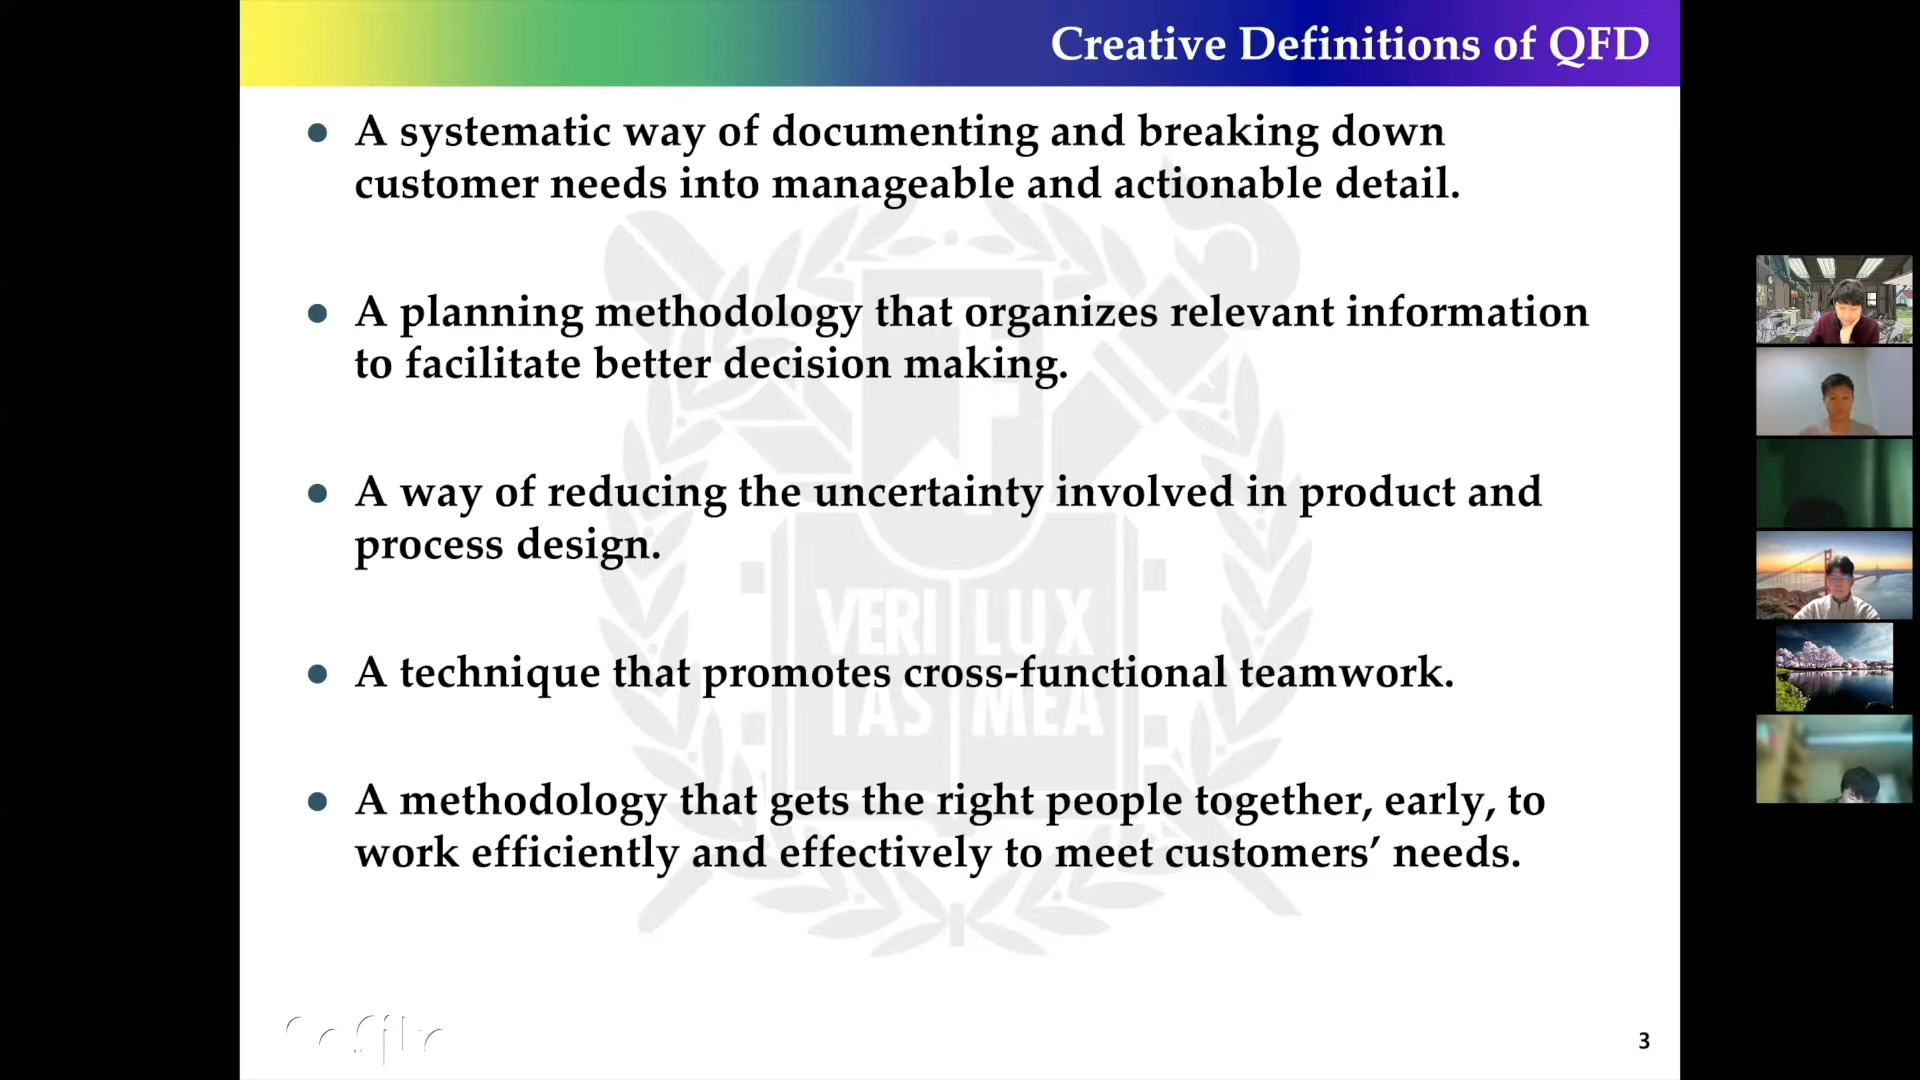 Creative Definitions of QFD
● A systematic way of documenting and breaking down
customer needs into manageable and actionable detail.
● A planning methodology that organizes relevant information
to facilitate better decision making.
● A way of reducing the uncertainty involved in product and
process design.
● A technique that promotes cross-functional teamwork.
● A methodology that gets the right people together, early, to
work efficiently and effectively to meet customers’ needs.
VERI LUX
TAS MEA
3